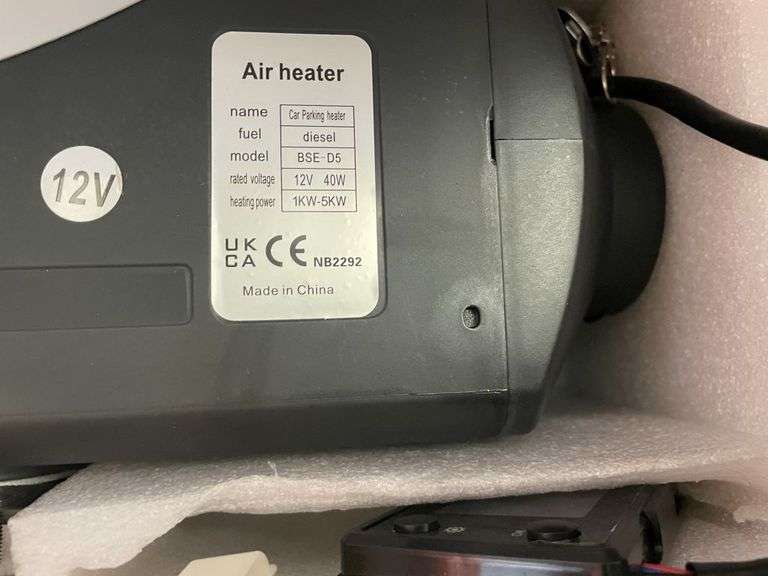 Air heater
name Car Parking heater
fuel diesel
model BSE-D5
rated voltage 12V 40W
heating power 1KW-5KW
UK
CA CE NB2292
Made in China
12V